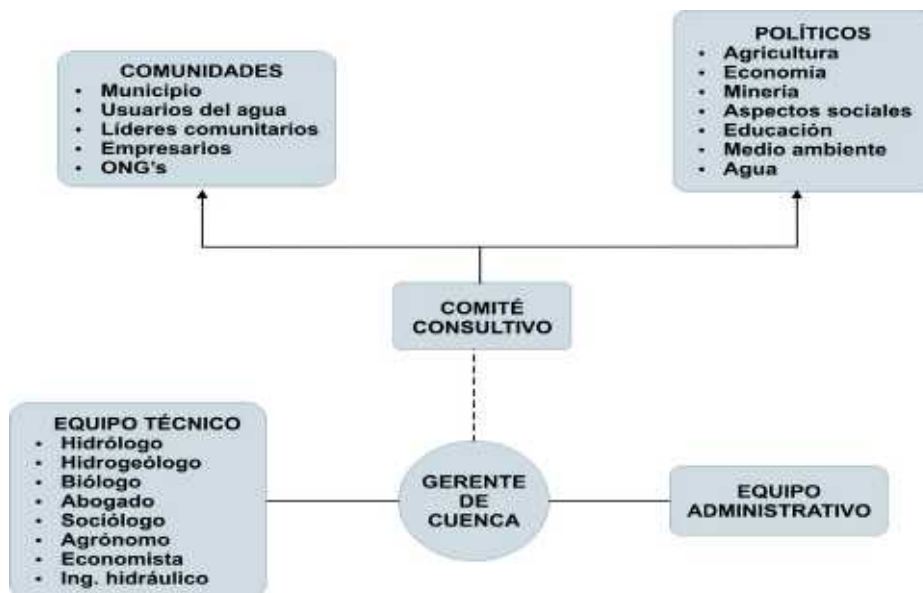 COMUNIDADES
• Municipio
• Usuarios del agua
• Líderes comunitarios
• Empresarios
• ONG's
POLÍTICOS
• Agricultura
• Economía
• Minería
• Aspectos sociales
• Educación
• Medio ambiente
• Agua
COMITÉ
CONSULTIVO
EQUIPO TÉCNICO
• Hidrólogo
• Hidrogeólogo
• Biólogo
• Abogado
• Sociólogo
• Agrónomo
• Economista
• Ing. hidráulico
GERENTE
DE
CUENCA
EQUIPO
ADMINISTRATIVO